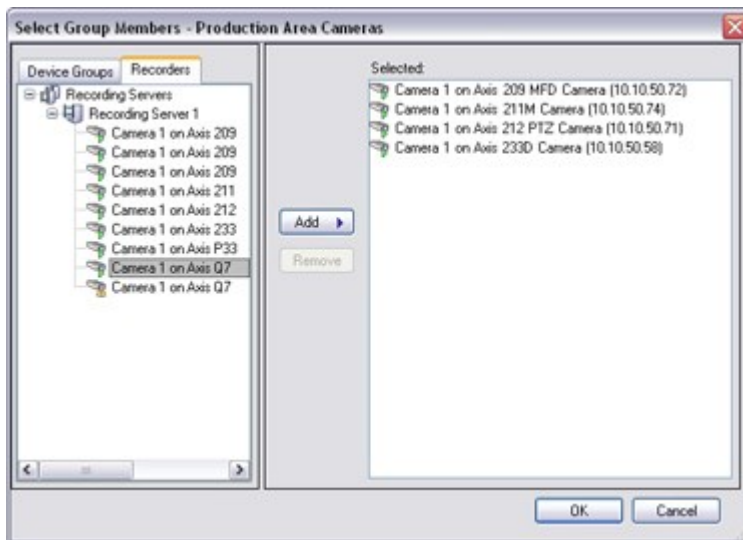 Select Group Members - Production Area Cameras
Device Groups
Recorders
Recording Servers
Recording Server 1
Camera 1 on Axis 209
Camera 1 on Axis 209
Camera 1 on Axis 209
Camera 1 on Axis 211
Camera 1 on Axis 212
Camera 1 on Axis 233
Camera 1 on Axis P33
Camera 1 on Axis Q7
Camera 1 on Axis Q7
Add
Remove
Selected:
Camera 1 on Axis 209 MFD Camera (10.10.50.72)
Camera 1 on Axis 211M Camera (10.10.50.74)
Camera 1 on Axis 212 PTZ Camera (10.10.50.71)
Camera 1 on Axis 233D Camera (10.10.50.58)
OK
Cancel